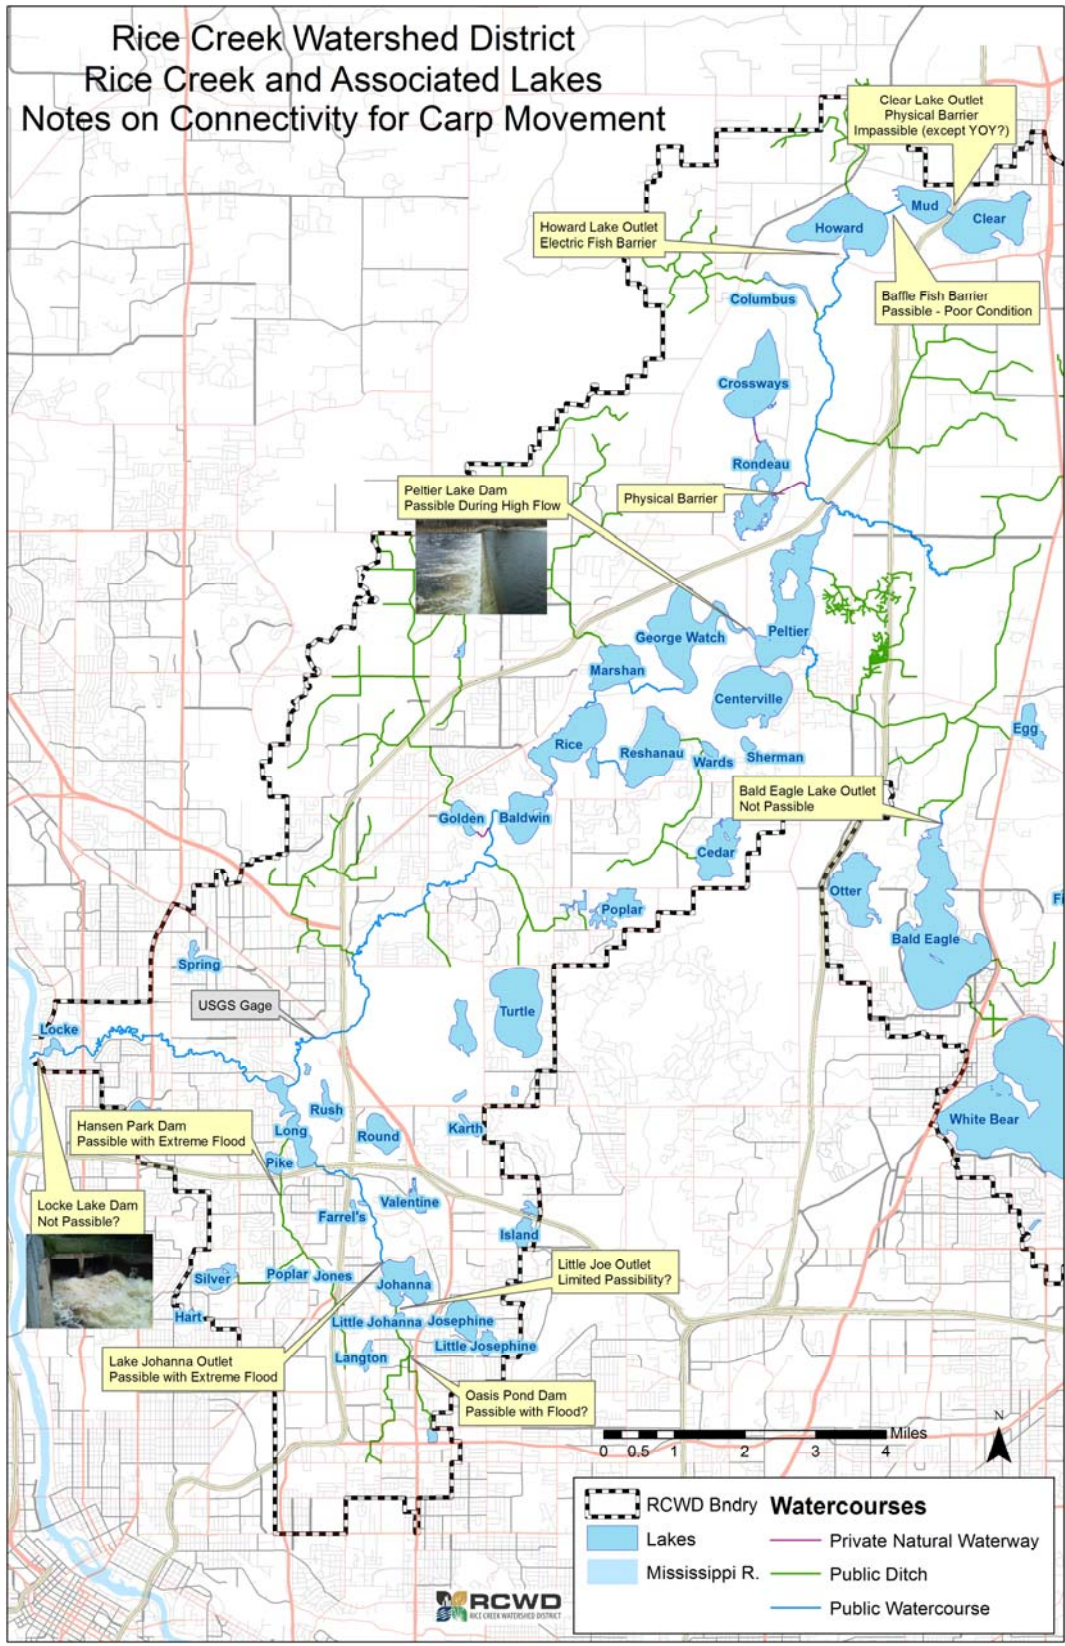 Rice Creek Watershed District
Rice Creek and Associated Lakes
Notes on Connectivity for Carp Movement
Clear Lake Outlet
Physical Barrier
Impassible (except YOY?)
Mud
Clear
Howard
Howard Lake Outlet
Electric Fish Barrier
Baffle Fish Barrier
Passible - Poor Condition
Columbus
Crossways
Rondeau
Peltier Lake Dam
Passible During High Flow
Physical Barrier
Peltier
George Watch
Marshan
Centerville
Egg
Rice
Reshanau
Wards
Sherman
Bald Eagle Lake Outlet
Not Passible
Golden
Baldwin
Cedar
Otter
Poplar
Bald Eagle
Spring
USGS Gage
Turtle
Locke
Rush
Hansen Park Dam
Passible with Extreme Flood
Long
Round
Karth
White Bear
Pike
Locke Lake Dam
Not Passible?
Valentine
Farrel's
Island
Silver
Poplar
Jones
Johanna
Little Joe Outlet
Limited Passibility?
Hart
Little Johanna
Josephine
Little Josephine
Langton
Lake Johanna Outlet
Passible with Extreme Flood
Oasis Pond Dam
Passible with Flood?
N
Miles
0 0.5 1 2 3 4
RCWD Bndry
Lakes
Mississippi R.
Watercourses
Private Natural Waterway
Public Ditch
Public Watercourse
RCWD
RICE CREEK WATERSHED DISTRICT